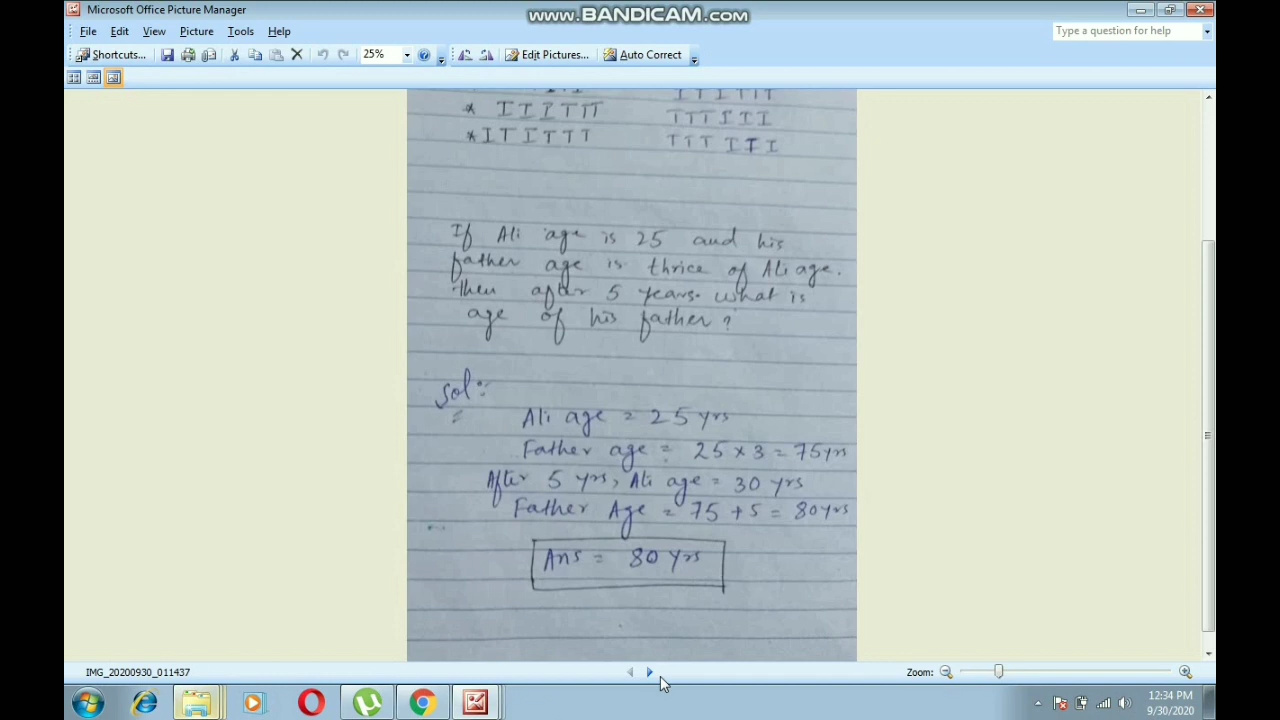 Microsoft Office Picture Manager
www.BANDICAM.com
File Edit View Picture Tools Help
Type a question for help
Shortcuts... 25% Edit Pictures... Auto Correct
* I I I T T T
T T T I I I
* I T I T T T
T T T I T I
If Ali age is 25 and his
father age is thrice of Ali age.
Then after 5 years. what is
age of his father?
Sol:
Ali age = 25 yrs
Father age = 25 × 3 = 75yrs
After 5 yrs, Ali age = 30 yrs
Father Age = 75 + 5 = 80yrs
Ans = 80 yrs
IMG_20200930_011437
Zoom:
12:34 PM
9/30/2020